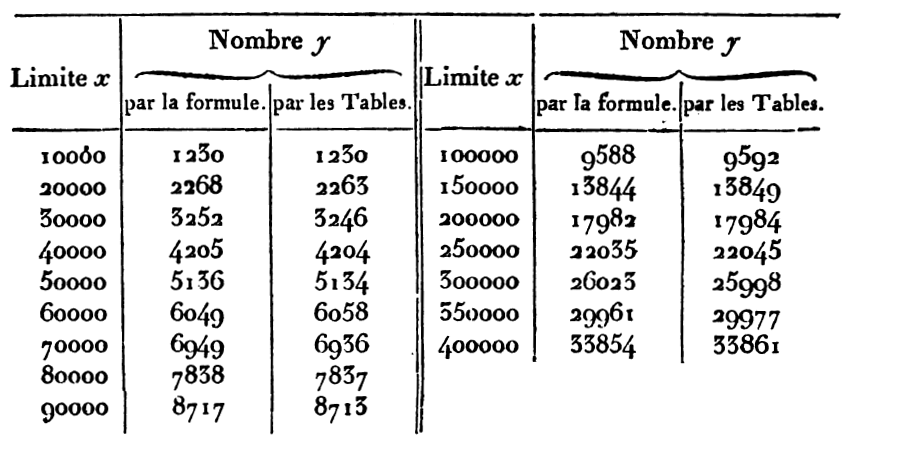 Nombre y Nombre y
Limite x Limite x
par la formule. par les Tables. par la formule. par les Tables.
10000 1230 1230 100000 9588 9592
20000 2268 2263 150000 13844 13849
30000 3252 3246 200000 17982 17984
40000 4205 4204 250000 22035 22045
50000 5136 5134 300000 26023 25998
60000 6049 6058 350000 29961 29977
70000 6949 6936 400000 33854 33861
80000 7838 7837
90000 8717 8713